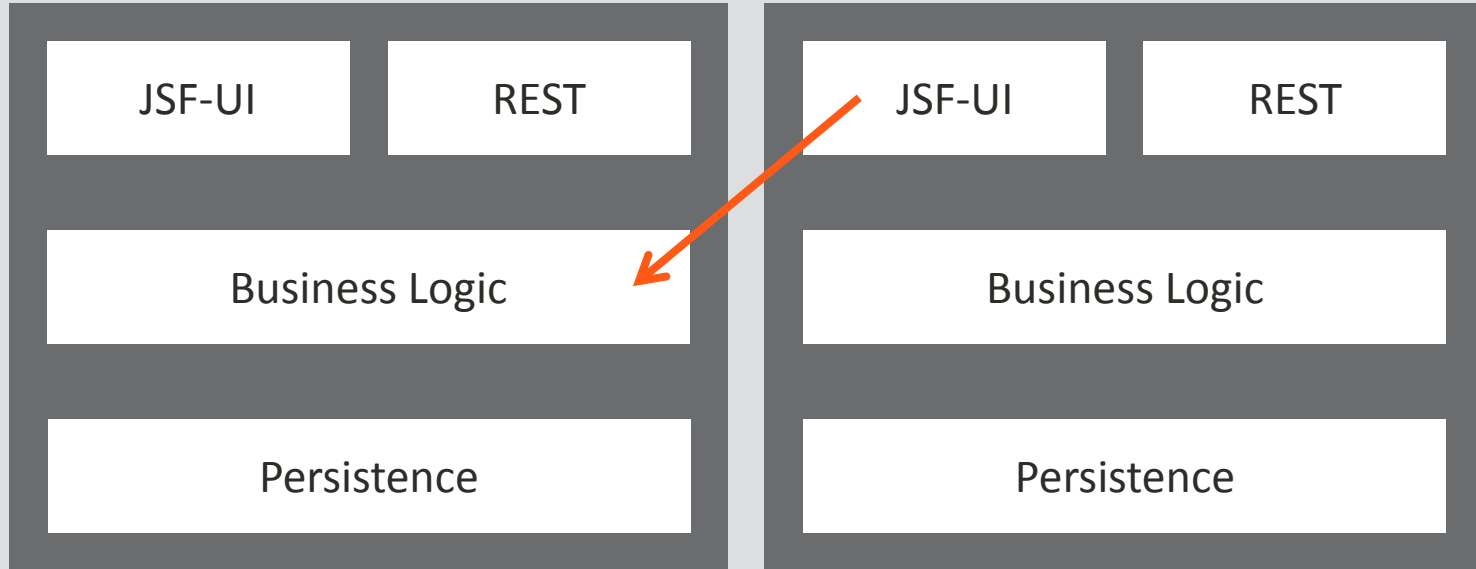 JSF-UI
REST
JSF-UI
REST
Business Logic
Business Logic
Persistence
Persistence